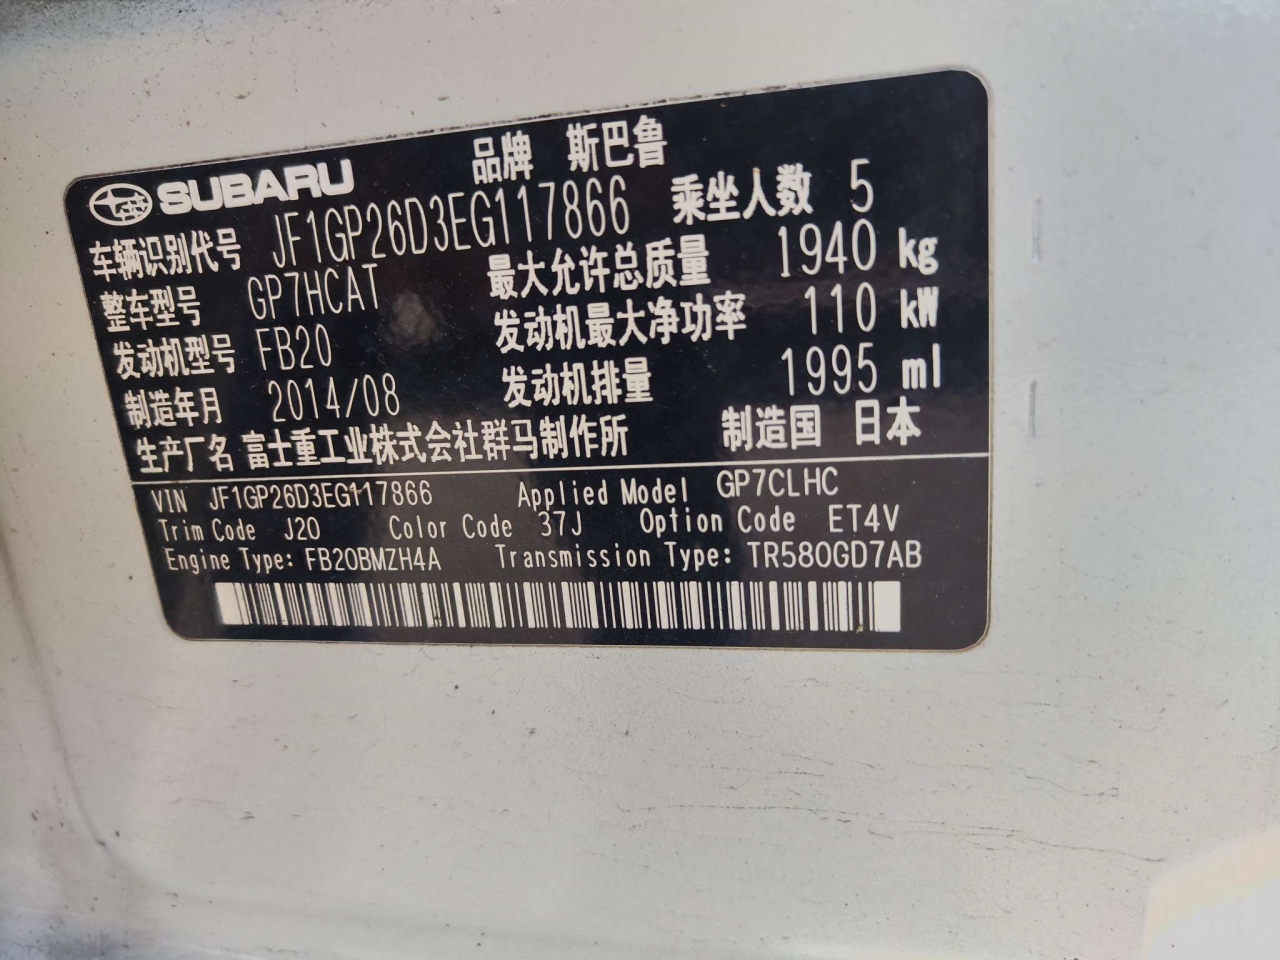 SUBARU 品牌 斯巴鲁
车辆识别代号 JF1GP26D3EG117866 乘坐人数 5
整车型号 GP7HCAT 最大允许总质量 1940 kg
发动机型号 FB20 发动机最大净功率 110 kW
制造年月 2014/08 发动机排量 1995 ml
生产厂名 富士重工业株式会社群马制作所 制造国 日本
VIN JF1GP26D3EG117866 Applied Model GP7CLHC
Trim Code J20 Color Code 37J Option Code ET4V
Engine Type: FB20BMZH4A Transmission Type: TR580GD7AB